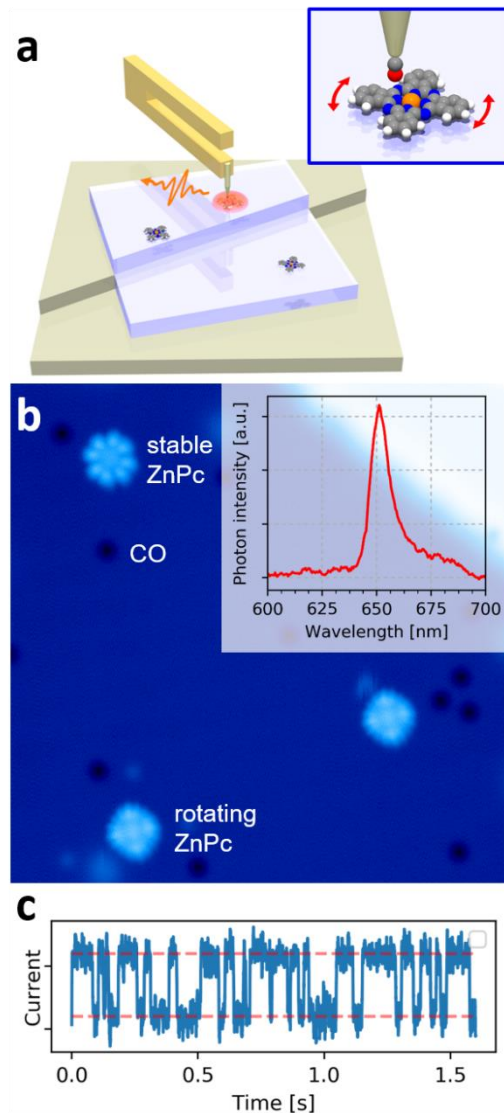 a
b
stable
ZnPc
CO
Photon intensity [a.u.]
600 625 650 675 700
Wavelength [nm]
rotating
ZnPc
c
Current
0.0 0.5 1.0 1.5
Time [s]